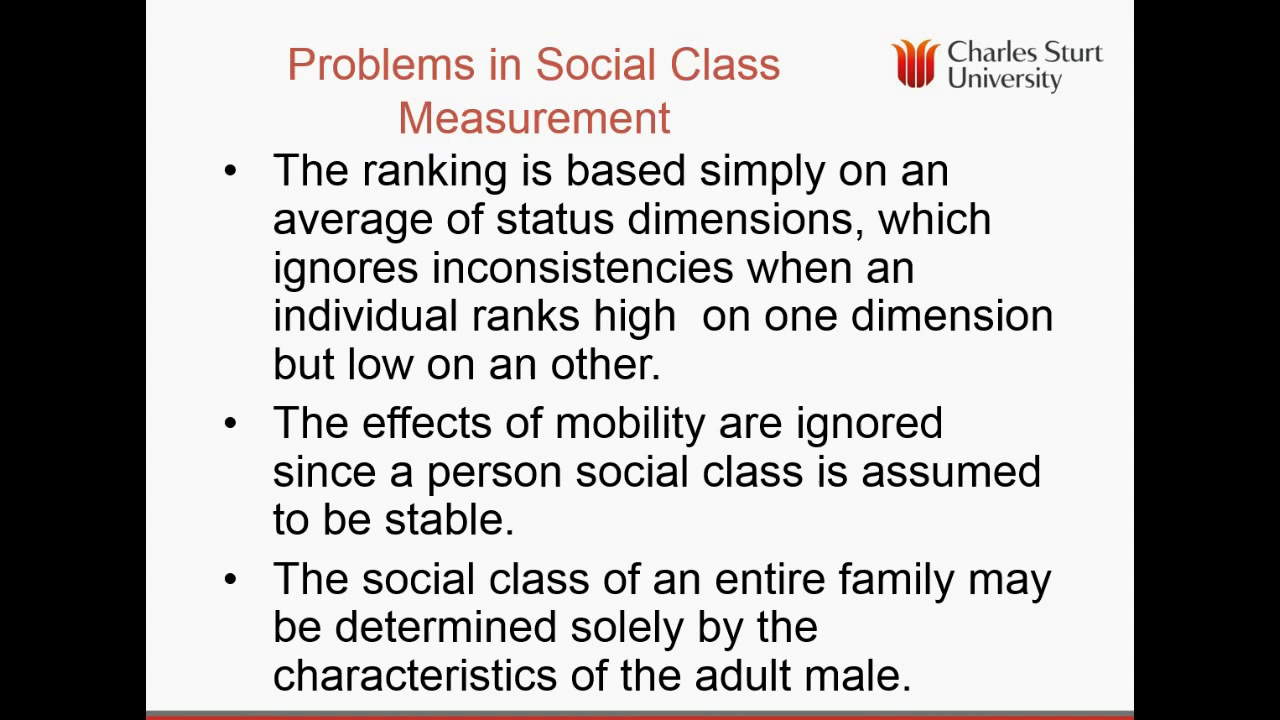 Problems in Social Class
Measurement
Charles Sturt
University
• The ranking is based simply on an
average of status dimensions, which
ignores inconsistencies when an
individual ranks high  on one dimension
but low on an other.
• The effects of mobility are ignored
since a person social class is assumed
to be stable.
• The social class of an entire family may
be determined solely by the
characteristics of the adult male.